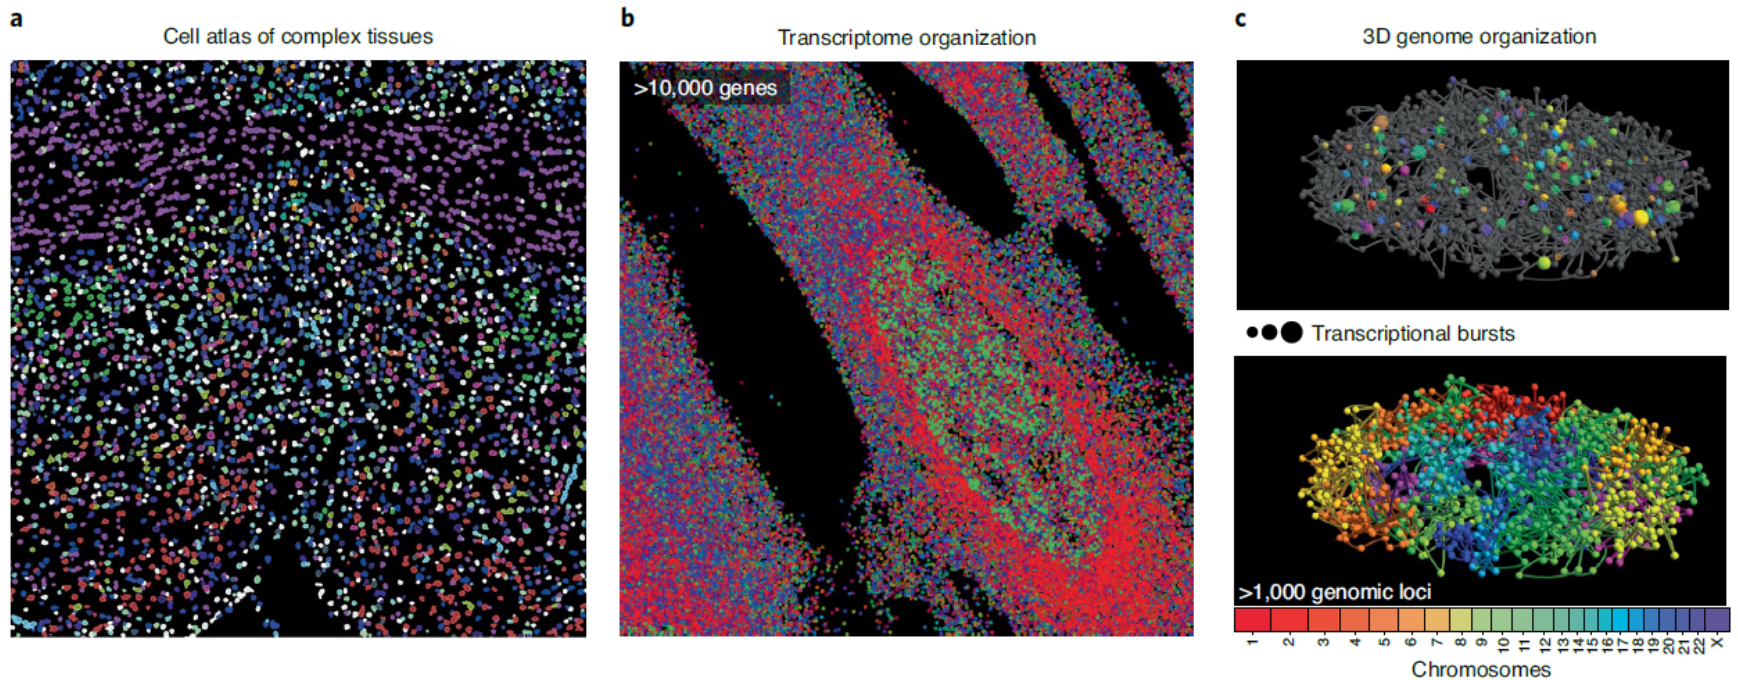 a
Cell atlas of complex tissues
b
Transcriptome organization
>10,000 genes
c
3D genome organization
Transcriptional bursts
>1,000 genomic loci
1 2 3 4 5 6 7 8 9 10 11 12 13 14 15 16 17 18 19 20 21 22 X
Chromosomes